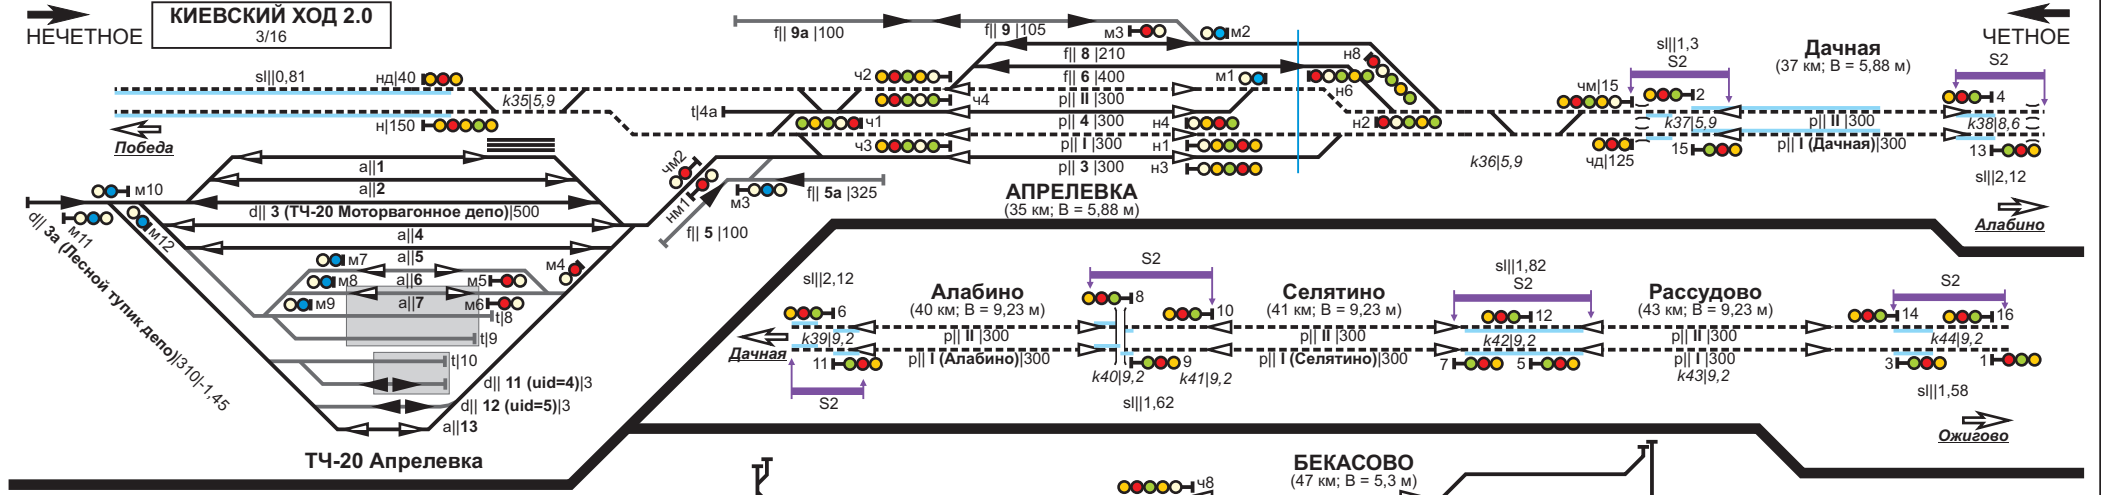 НЕЧЕТНОЕ
КИЕВСКИЙ ХОД 2.0
3/16
ЧЕТНОЕ
f|| 9а |100
f|| 9 |105
м3
м2
f|| 8 |210
f|| 6 |400
p|| II |300
p|| 4 |300
p|| I |300
p|| 3 |300
sl||0,81
нд|40
k35|5,9
н|150
Победа
ч2
ч4
t|4a
ч1
ч3
м1
н8
н6
н4
н1
н3
н2
АПРЕЛЕВКА
(35 км; В = 5,88 м)
k36|5,9
чм|15
чд|125
sl||1,3
S2
2
k37|5,9
15
Дачная
(37 км; В = 5,88 м)
p|| II |300
p|| I (Дачная)|300
S2
4
k38|8,6
13
sl||2,12
Алабино
чм2
нм1
м3
f|| 5а |325
f|| 5 |100
м10
м11
м12
a||1
a||2
d|| 3 (ТЧ-20 Моторвагонное депо)|500
a||4
a||5
a||6
a||7
t|8
t|9
t|10
d|| 11 (uid=4)|3
d|| 12 (uid=5)|3
a||13
м7
м8
м9
м5
м6
м4
d|| 3а (Лесной тупик депо)|310|-1,45
ТЧ-20 Апрелевка
sl||2,12
6
Дачная
k39|9,2
11
S2
Алабино
(40 км; В = 9,23 м)
p|| II |300
p|| I (Алабино)|300
S2
8
10
k40|9,2
9
k41|9,2
sl||1,62
Селятино
(41 км; В = 9,23 м)
p|| II |300
p|| I (Селятино)|300
sl||1,82
S2
12
k42|9,2
7
5
Рассудово
(43 км; В = 9,23 м)
p|| II |300
p|| I |300
k43|9,2
S2
14
16
k44|9,2
3
1
sl||1,58
Ожигово
БЕКАСОВО
(47 км; В = 5,3 м)
ч8